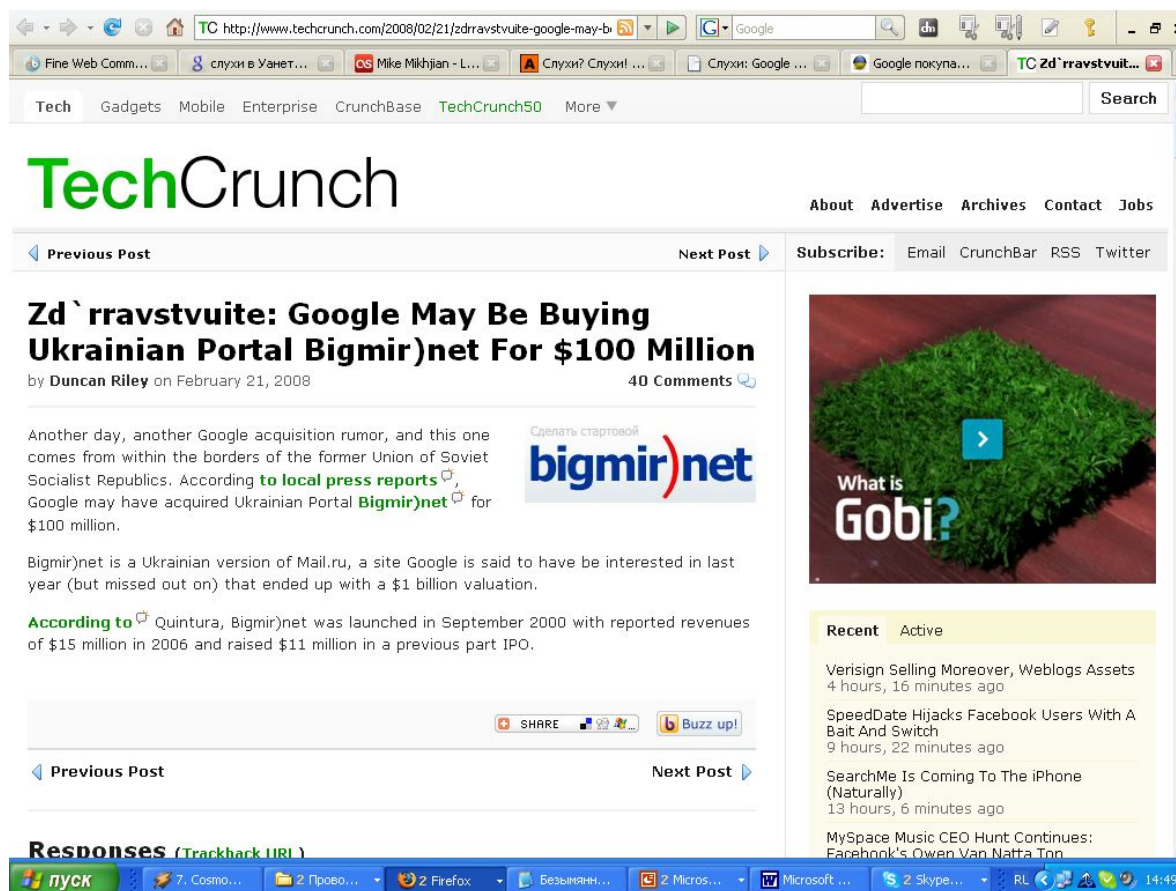 TC http://www.techcrunch.com/2008/02/21/zdrravstvuite-google-may-b
Google
Fine Web Comm...
слухи в Уанет...
Mike Mikhjian - L...
Слухи? Слухи! ...
Слухи: Google ...
Google покупа...
TC Zd`rravstvuit...
Tech Gadgets Mobile Enterprise CrunchBase TechCrunch50 More
Search
TechCrunch
About Advertise Archives Contact Jobs
Previous Post
Next Post
Subscribe: Email CrunchBar RSS Twitter
Zd`rravstvuite: Google May Be Buying
Ukrainian Portal Bigmir)net For $100 Million
by Duncan Riley on February 21, 2008
40 Comments
Another day, another Google acquisition rumor, and this one
comes from within the borders of the former Union of Soviet
Socialist Republics. According to local press reports,
Google may have acquired Ukrainian Portal Bigmir)net for
$100 million.
Сделать стартовой
bigmir)net
Bigmir)net is a Ukrainian version of Mail.ru, a site Google is said to have be interested in last
year (but missed out on) that ended up with a $1 billion valuation.
According to Quintura, Bigmir)net was launched in September 2000 with reported revenues
of $15 million in 2006 and raised $11 million in a previous part IPO.
SHARE
Buzz up!
Previous Post
Next Post
Responses (Trackback URL)
What is
Gobi?
Recent Active
Verisign Selling Moreover, Weblogs Assets
4 hours, 16 minutes ago
SpeedDate Hijacks Facebook Users With A
Bait And Switch
9 hours, 22 minutes ago
SearchMe Is Coming To The iPhone
(Naturally)
13 hours, 6 minutes ago
MySpace Music CEO Hunt Continues:
Facebook's Owen Van Natta Top
пуск
7. Cosmo...
2 Прово...
2 Firefox
Безымянн...
2 Micros...
Microsoft ...
2 Skype...
RL